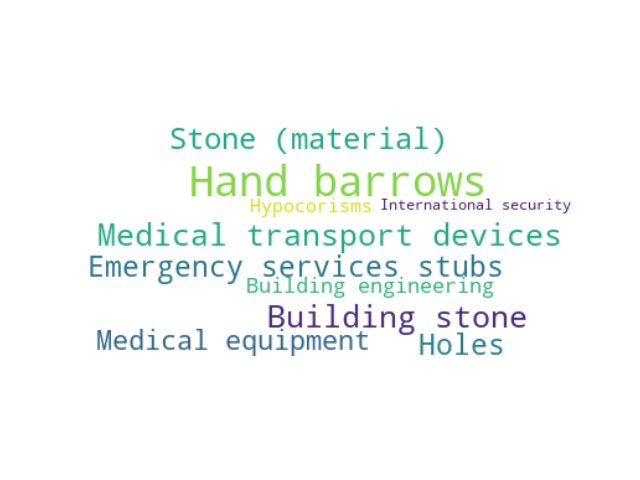 Stone (material)
Hand barrows
Hypocorisms
International security
Medical transport devices
Emergency services stubs
Building engineering
Building stone
Medical equipment
Holes